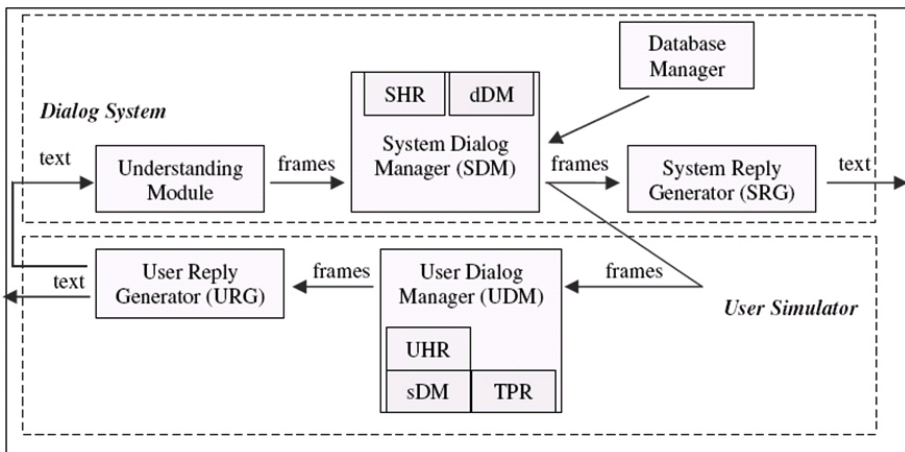 Database
Manager
SHR
dDM
Dialog System
System Dialog
Manager (SDM)
text
frames
frames
text
Understanding
Module
System Reply
Generator (SRG)
User Reply
Generator (URG)
frames
User Dialog
Manager (UDM)
frames
text
User Simulator
UHR
sDM
TPR